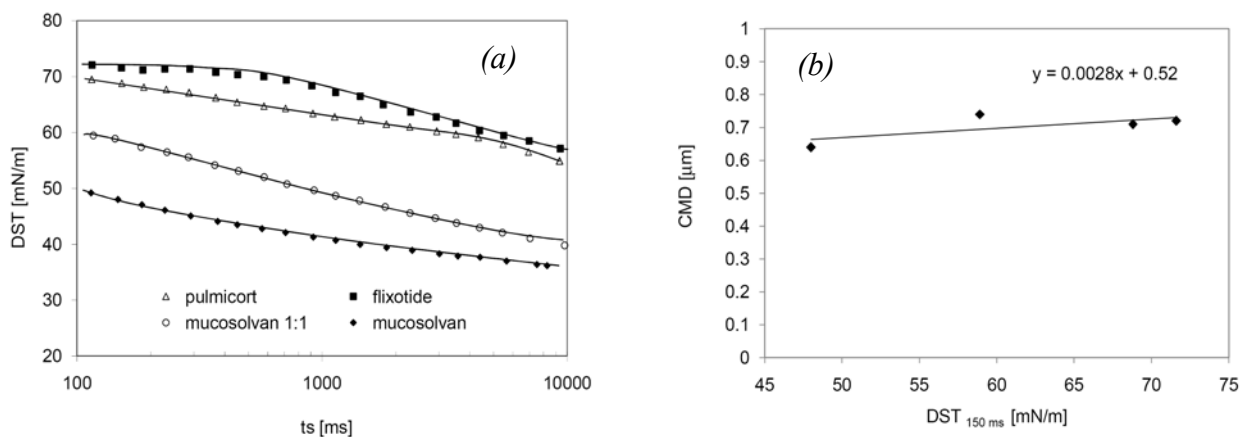 (a)
80
70
60
50
40
30
20
DST [mN/m]
pulmicort
flixotide
mucosolvan 1:1
mucosolvan
100
1000
10000
ts [ms]
(b)
y = 0.0028x + 0.52
1
0.9
0.8
0.7
0.6
0.5
0.4
0.3
0.2
0.1
0
CMD [µm]
45
50
55
60
65
70
75
DST 150 ms [mN/m]